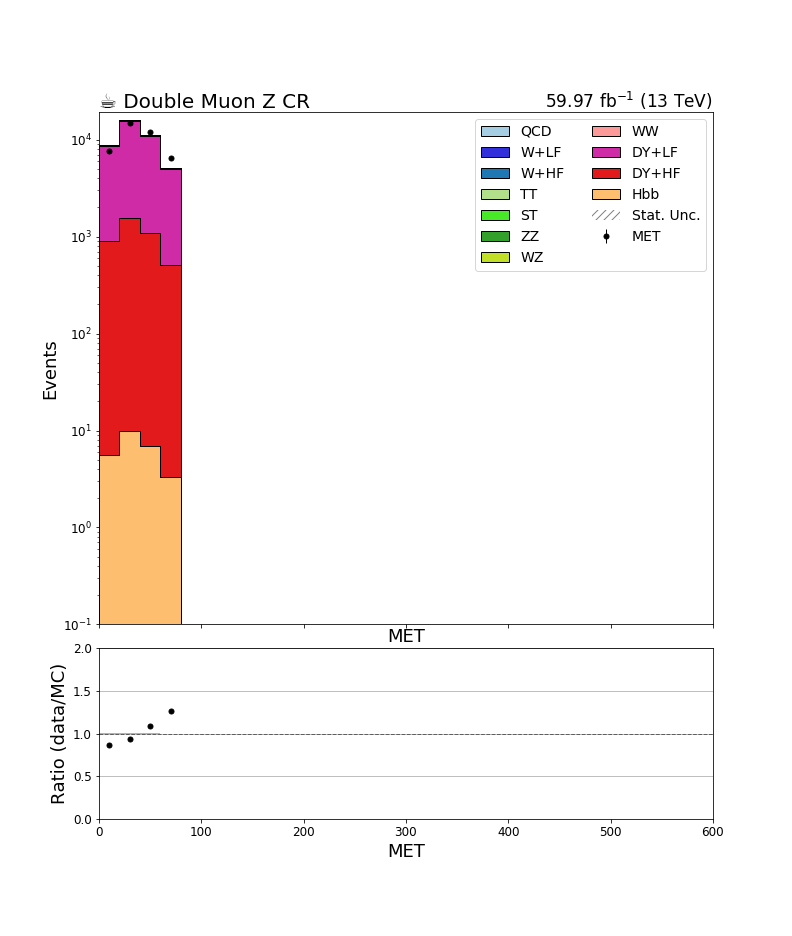 ☕ Double Muon Z CR 59.97 fb⁻¹ (13 TeV)
QCD WW
W+LF DY+LF
W+HF DY+HF
TT Hbb
ST Stat. Unc.
ZZ MET
WZ
Events
10⁴
10³
10²
10¹
10⁰
10⁻¹
MET
Ratio (data/MC)
2.0
1.5
1.0
0.5
0.0
0 100 200 300 400 500 600
MET